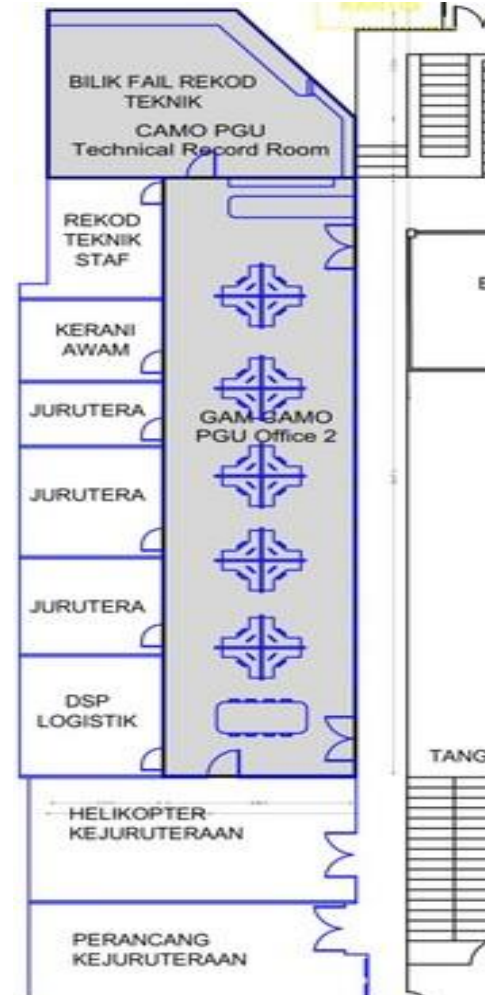 BILIK FAIL REKOD
TEKNIK
CAMO PGU
Technical Record Room
REKOD
TEKNIK
STAF
KERANI
AWAM
JURUTERA
GAM CAMO
PGU Office 2
JURUTERA
JURUTERA
DSP
LOGISTIK
TANG
HELIKOPTER
KEJURUTERAAN
PERANCANG
KEJURUTERAAN